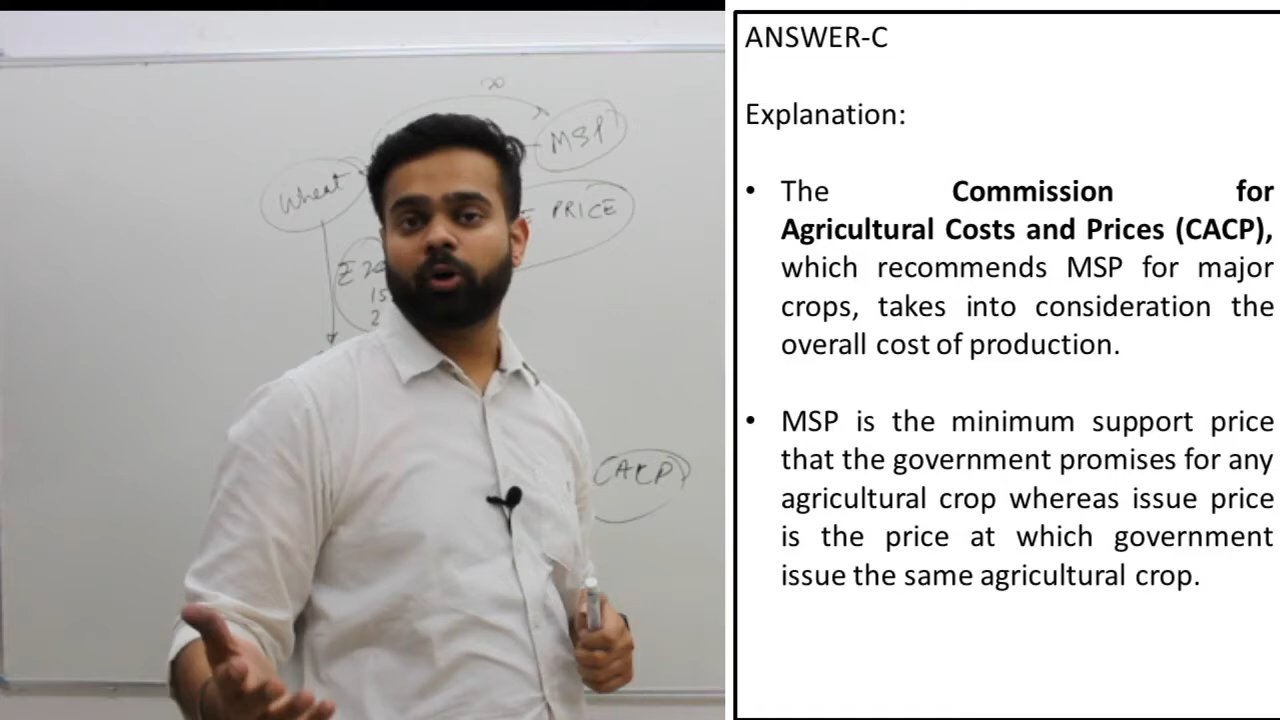 MSP
Wheat
PRICE
CACP
ANSWER-C
Explanation:
• The Commission for
Agricultural Costs and Prices (CACP),
which recommends MSP for major
crops, takes into consideration the
overall cost of production.
• MSP is the minimum support price
that the government promises for any
agricultural crop whereas issue price
is the price at which government
issue the same agricultural crop.